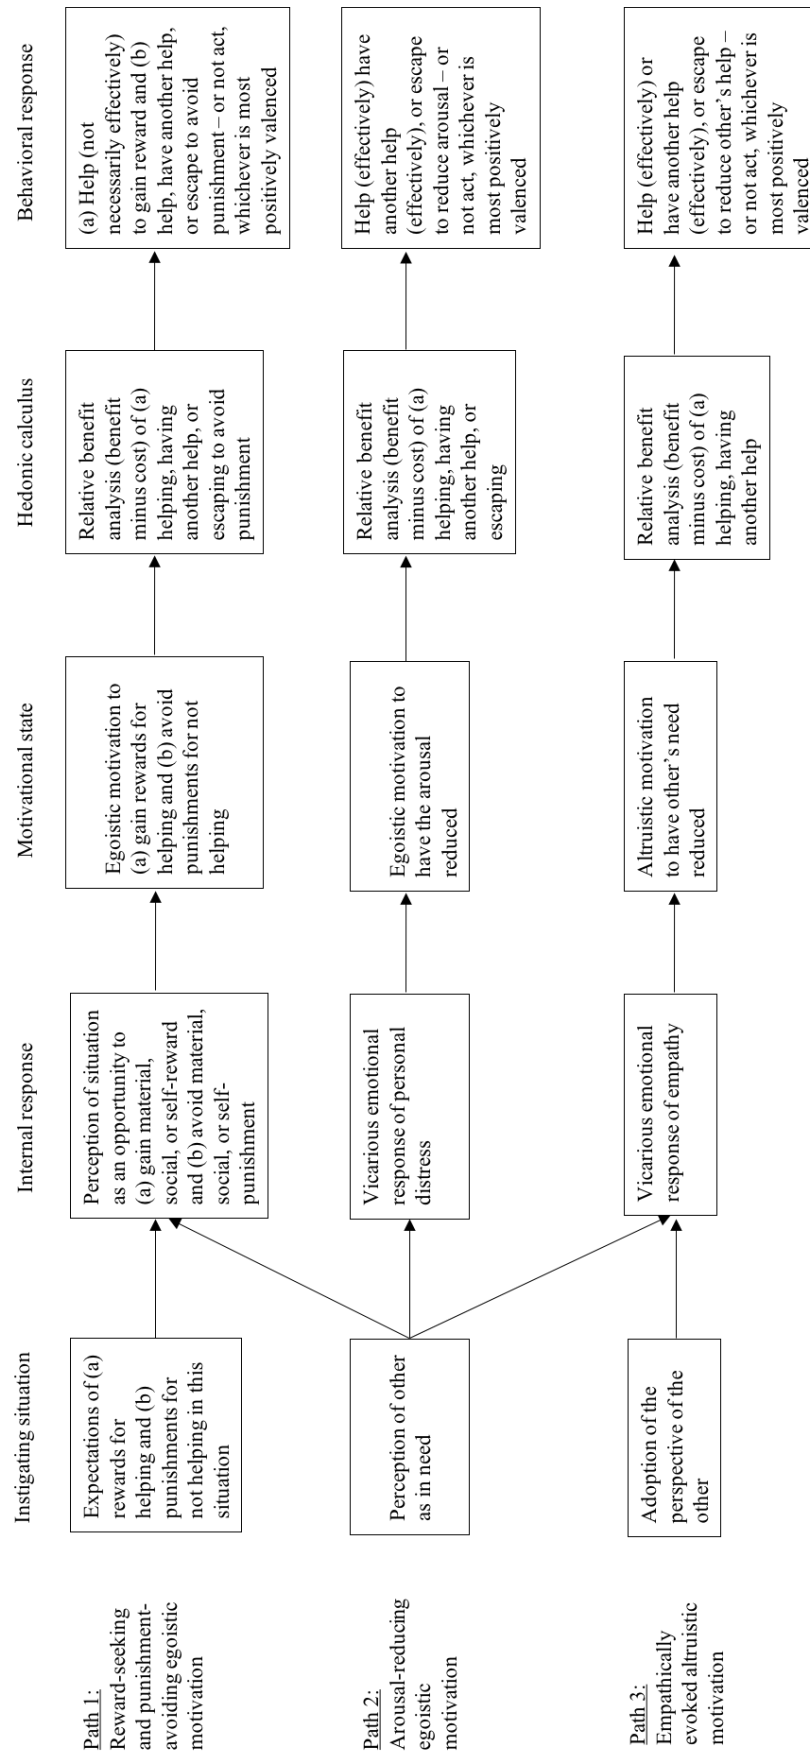 Instigating situation
Internal response
Motivational state
Hedonic calculus
Behavioral response
Path 1:
Reward-seeking
and punishment-
avoiding egoistic
motivation
Expectations of (a)
rewards for
helping and (b)
punishments for
not helping in this
situation
Perception of situation
as an opportunity to
(a) gain material,
social, or self-reward
and (b) avoid material,
social, or self-
punishment
Egoistic motivation to
(a) gain rewards for
helping and (b) avoid
punishments for not
helping
Relative benefit
analysis (benefit
minus cost) of (a)
helping, having
another help, or
escaping to avoid
punishment
(a) Help (not
necessarily effectively)
to gain reward and (b)
help, have another help,
or escape to avoid
punishment – or not act,
whichever is most
positively valenced
Path 2:
Arousal-reducing
egoistic
motivation
Perception of other
as in need
Vicarious emotional
response of personal
distress
Egoistic motivation to
have the arousal
reduced
Relative benefit
analysis (benefit
minus cost) of (a)
helping, having
another help, or
escaping
Help (effectively) have
another help
(effectively), or escape
to reduce arousal – or
not act, whichever is
most positively
valenced
Path 3:
Empathically
evoked altruistic
motivation
Adoption of the
perspective of the
other
Vicarious emotional
response of empathy
Altruistic motivation
to have other’s need
reduced
Relative benefit
analysis (benefit
minus cost) of (a)
helping, having
another help
Help (effectively) or
have another help
(effectively), or escape
to reduce other’s help –
or not act, whichever is
most positively
valenced